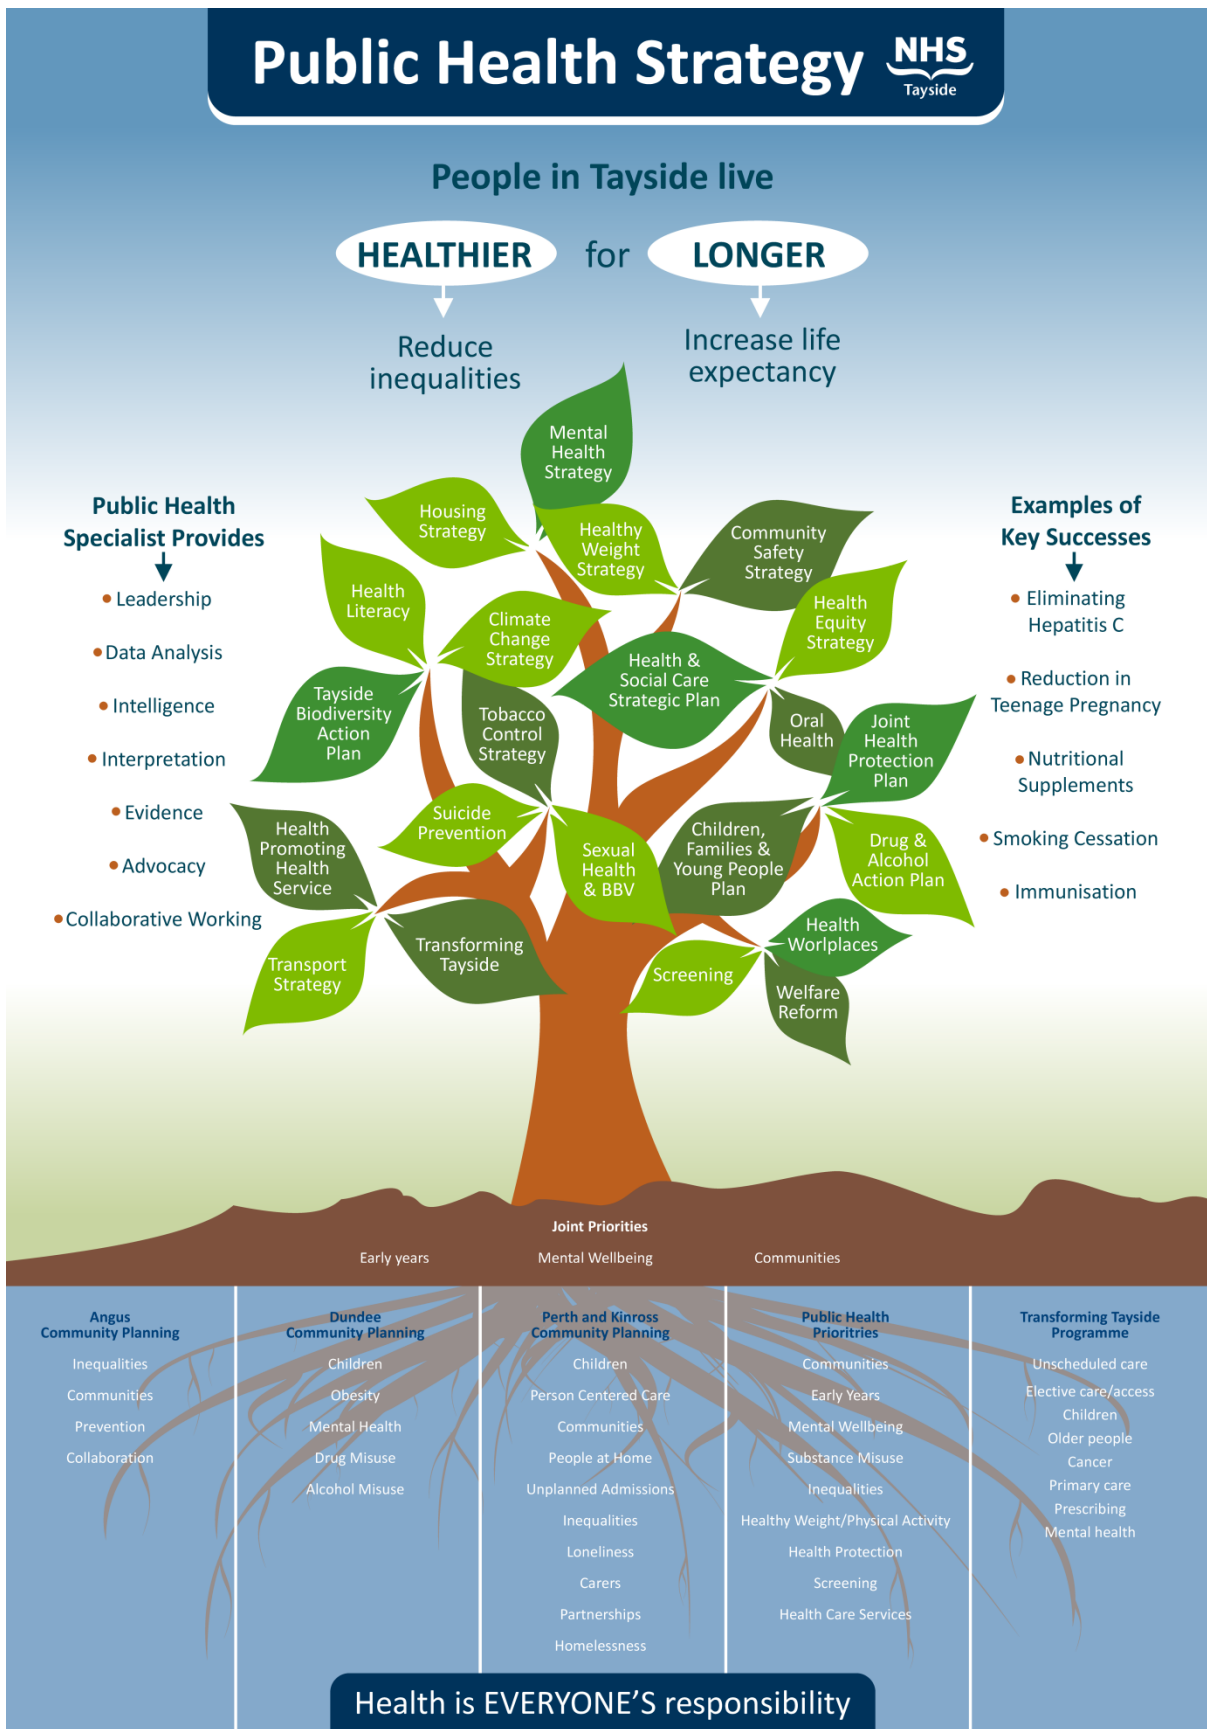 Public Health Strategy
NHS
Tayside
People in Tayside live
HEALTHIER for LONGER
Reduce
inequalities
Increase life
expectancy
Public Health
Specialist Provides
Leadership
Data Analysis
Intelligence
Interpretation
Evidence
Advocacy
Collaborative Working
Mental
Health
Strategy
Housing
Strategy
Healthy
Weight
Strategy
Community
Safety
Strategy
Health
Literacy
Climate
Change
Strategy
Health
Equity
Strategy
Health &
Social Care
Strategic Plan
Tayside
Biodiversity
Action
Plan
Tobacco
Control
Strategy
Oral
Health
Joint
Health
Protection
Plan
Suicide
Prevention
Health
Promoting
Health
Service
Sexual
Health
& BBV
Children,
Families &
Young People
Plan
Drug &
Alcohol
Action Plan
Transport
Strategy
Transforming
Tayside
Screening
Health
Worlplaces
Welfare
Reform
Examples of
Key Successes
Eliminating
Hepatitis C
Reduction in
Teenage Pregnancy
Nutritional
Supplements
Smoking Cessation
Immunisation
Joint Priorities
Early years
Mental Wellbeing
Communities
Angus
Community Planning
Inequalities
Communities
Prevention
Collaboration
Dundee
Community Planning
Children
Obesity
Mental Health
Drug Misuse
Alcohol Misuse
Perth and Kinross
Community Planning
Children
Person Centered Care
Communities
People at Home
Unplanned Admissions
Inequalities
Loneliness
Carers
Partnerships
Homelessness
Public Health
Prioritries
Communities
Early Years
Mental Wellbeing
Substance Misuse
Inequalities
Healthy Weight/Physical Activity
Health Protection
Screening
Health Care Services
Transforming Tayside
Programme
Unscheduled care
Elective care/access
Children
Older people
Cancer
Primary care
Prescribing
Mental health
Health is EVERYONE'S responsibility